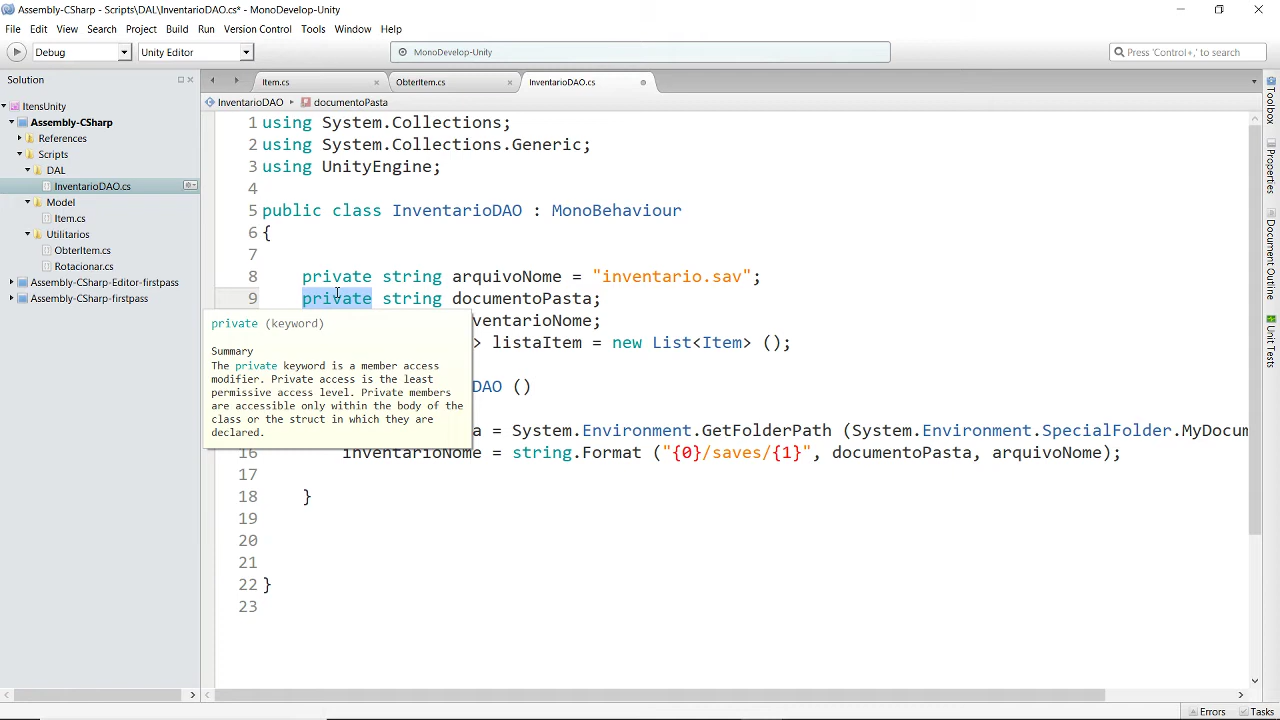 Assembly-CSharp - Scripts\DAL\InventarioDAO.cs* - MonoDevelop-Unity
File Edit View Search Project Build Run Version Control Tools Window Help
Debug Unity Editor MonoDevelop-Unity Press 'Control+,' to search
Solution
Item.cs ObterItem.cs InventarioDAO.cs
InventarioDAO documentoPasta
ItensUnity
Assembly-CSharp
References
Scripts
DAL
InventarioDAO.cs
Model
Item.cs
Utilitarios
ObterItem.cs
Rotacionar.cs
Assembly-CSharp-Editor-firstpass
Assembly-CSharp-firstpass
1 using System.Collections;
2 using System.Collections.Generic;
3 using UnityEngine;
4
5 public class InventarioDAO : MonoBehaviour
6 {
7
8 private string arquivoNome = "inventario.sav";
9 private string documentoPasta;
ventarioNome;
> listaItem = new List<Item> ();
DAO ()
a = System.Environment.GetFolderPath (System.Environment.SpecialFolder.MyDocum
16 inventarioNome = string.Format ("{0}/saves/{1}", documentoPasta, arquivoNome);
17
18 }
19
20
21
22 }
23
private (keyword)
Summary
The private keyword is a member access
modifier. Private access is the least
permissive access level. Private members
are accessible only within the body of the
class or the struct in which they are
declared.
Toolbox
Properties
Document Outline
Unit Tests
Errors Tasks